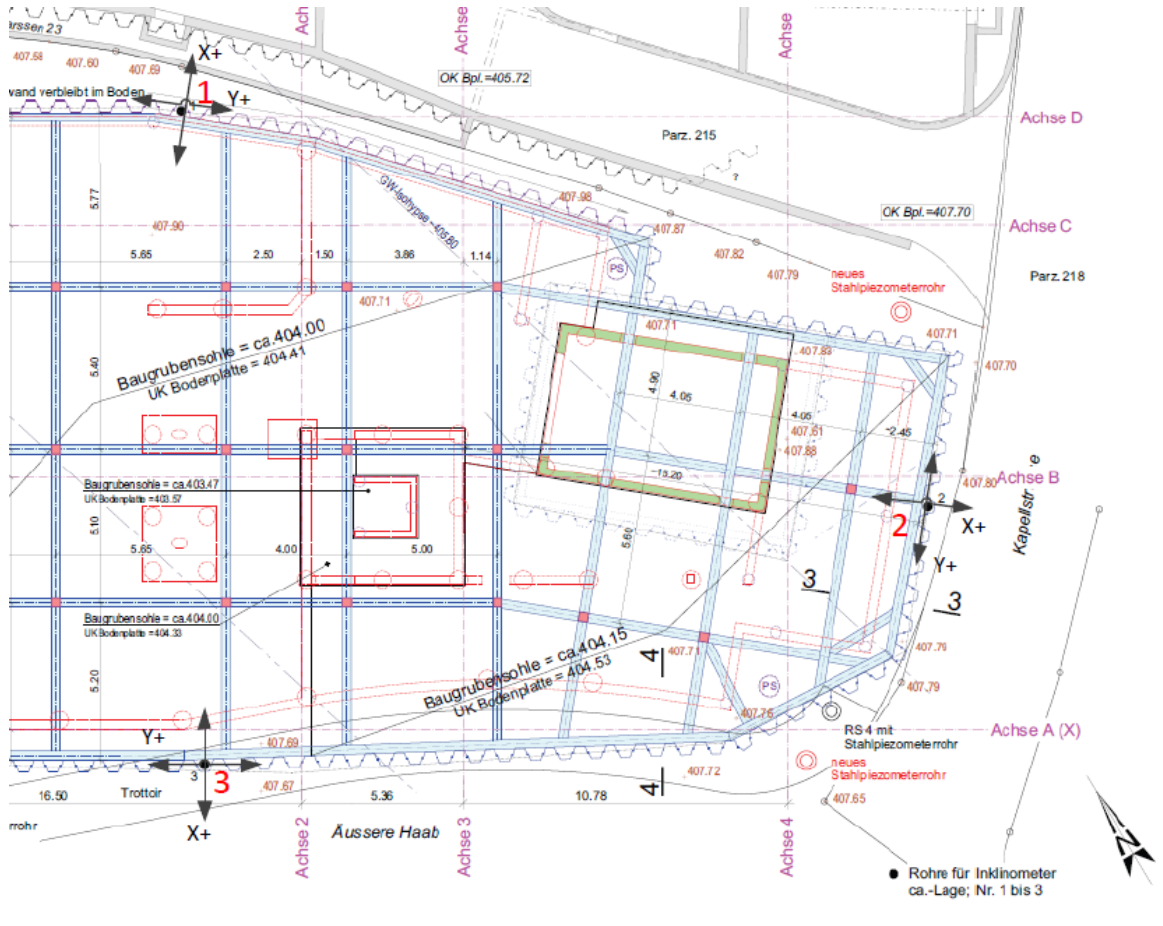 Ach
Achse
Achse
arssen 23
407.58
407.60
407.69
X+
1
Y+
OK Bpl.=405.72
wand verbleibt im Boden
1
Parz. 215
Achse D
?
5.77
GW-Isohypse ~405.80
407.98
407.90
407.87
OK Bpl.=407.70
Achse C
5.65
2.50
1.50
3.86
1.14
407.82
PS
407.79
neues
Stahlpiezometerrohr
Parz. 218
407.71
407.71
407.71
Baugrubensohle = ca.404.00
UK Bodenplatte = 404.41
407.83
407.70
5.40
4.90
4.05
4.05
407.61
~2.45
407.88
~15.20
407.80
Achse B
Baugrubensohle = ca.403.47
UK Bodenplatte = 403.57
2
2
X+
Kapellstr
e
Y+
5.10
5.65
4.00
5.00
5.60
3
3
Baugrubensohle = ca.404.00
UK Bodenplatte = 404.33
Baugrubensohle = ca.404.15
UK Bodenplatte = 404.53
4
407.71
407.79
5.20
PS
407.79
407.76
Y+
407.69
RS 4 mit
Stahlpiezometerrohr
Achse A (X)
3
3
407.67
407.72
neues
Stahlpiezometerrohr
4
16.50
Trottoir
5.36
10.78
407.65
rrohr
X+
Achse 2
Äussere Haab
Achse 3
Achse 4
N
Rohre für Inklinometer
ca.-Lage; Nr. 1 bis 3